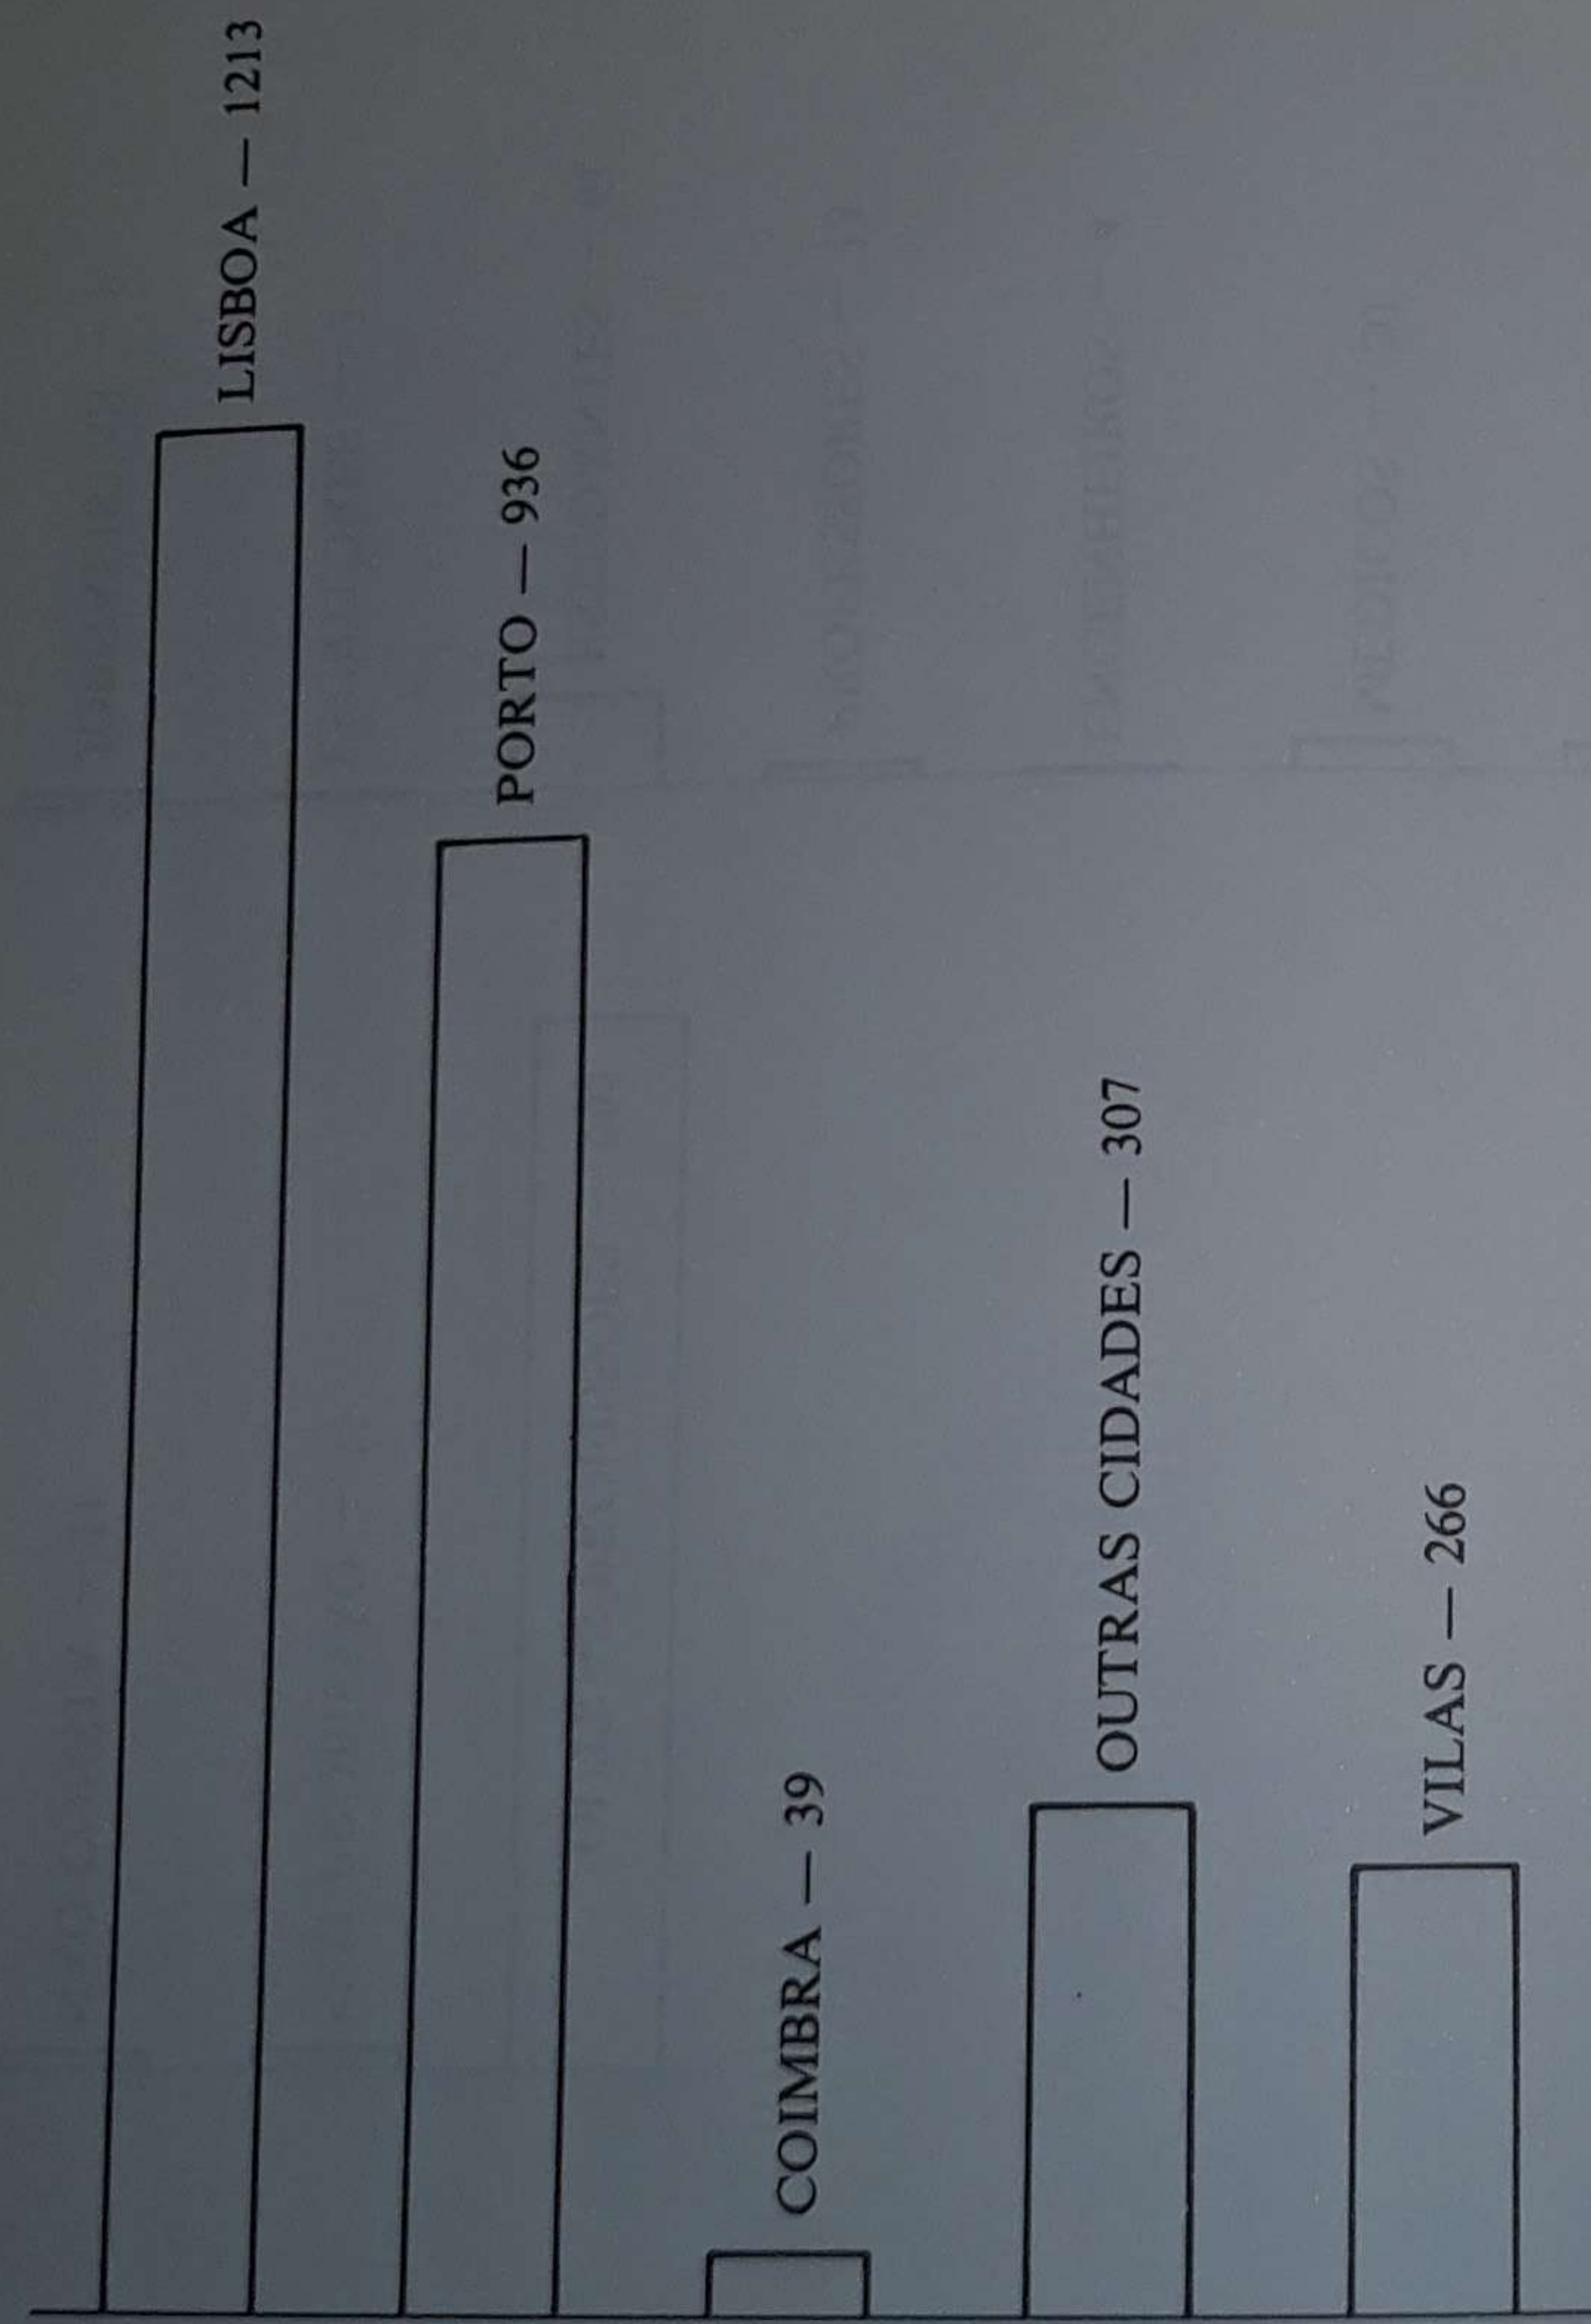 LISBOA — 1213
PORTO — 936
COIMBRA — 39
OUTRAS CIDADES — 307
VILAS — 266